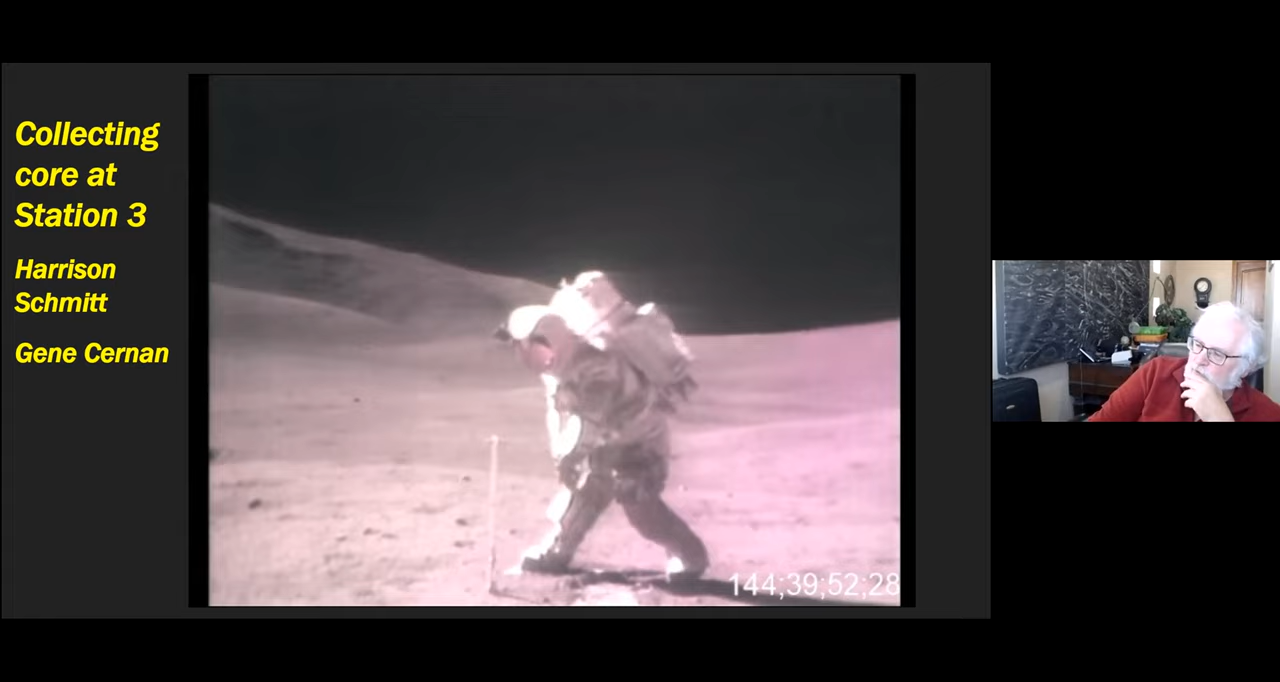 Collecting
core at
Station 3
Harrison
Schmitt
Gene Cernan
144;39;52;28